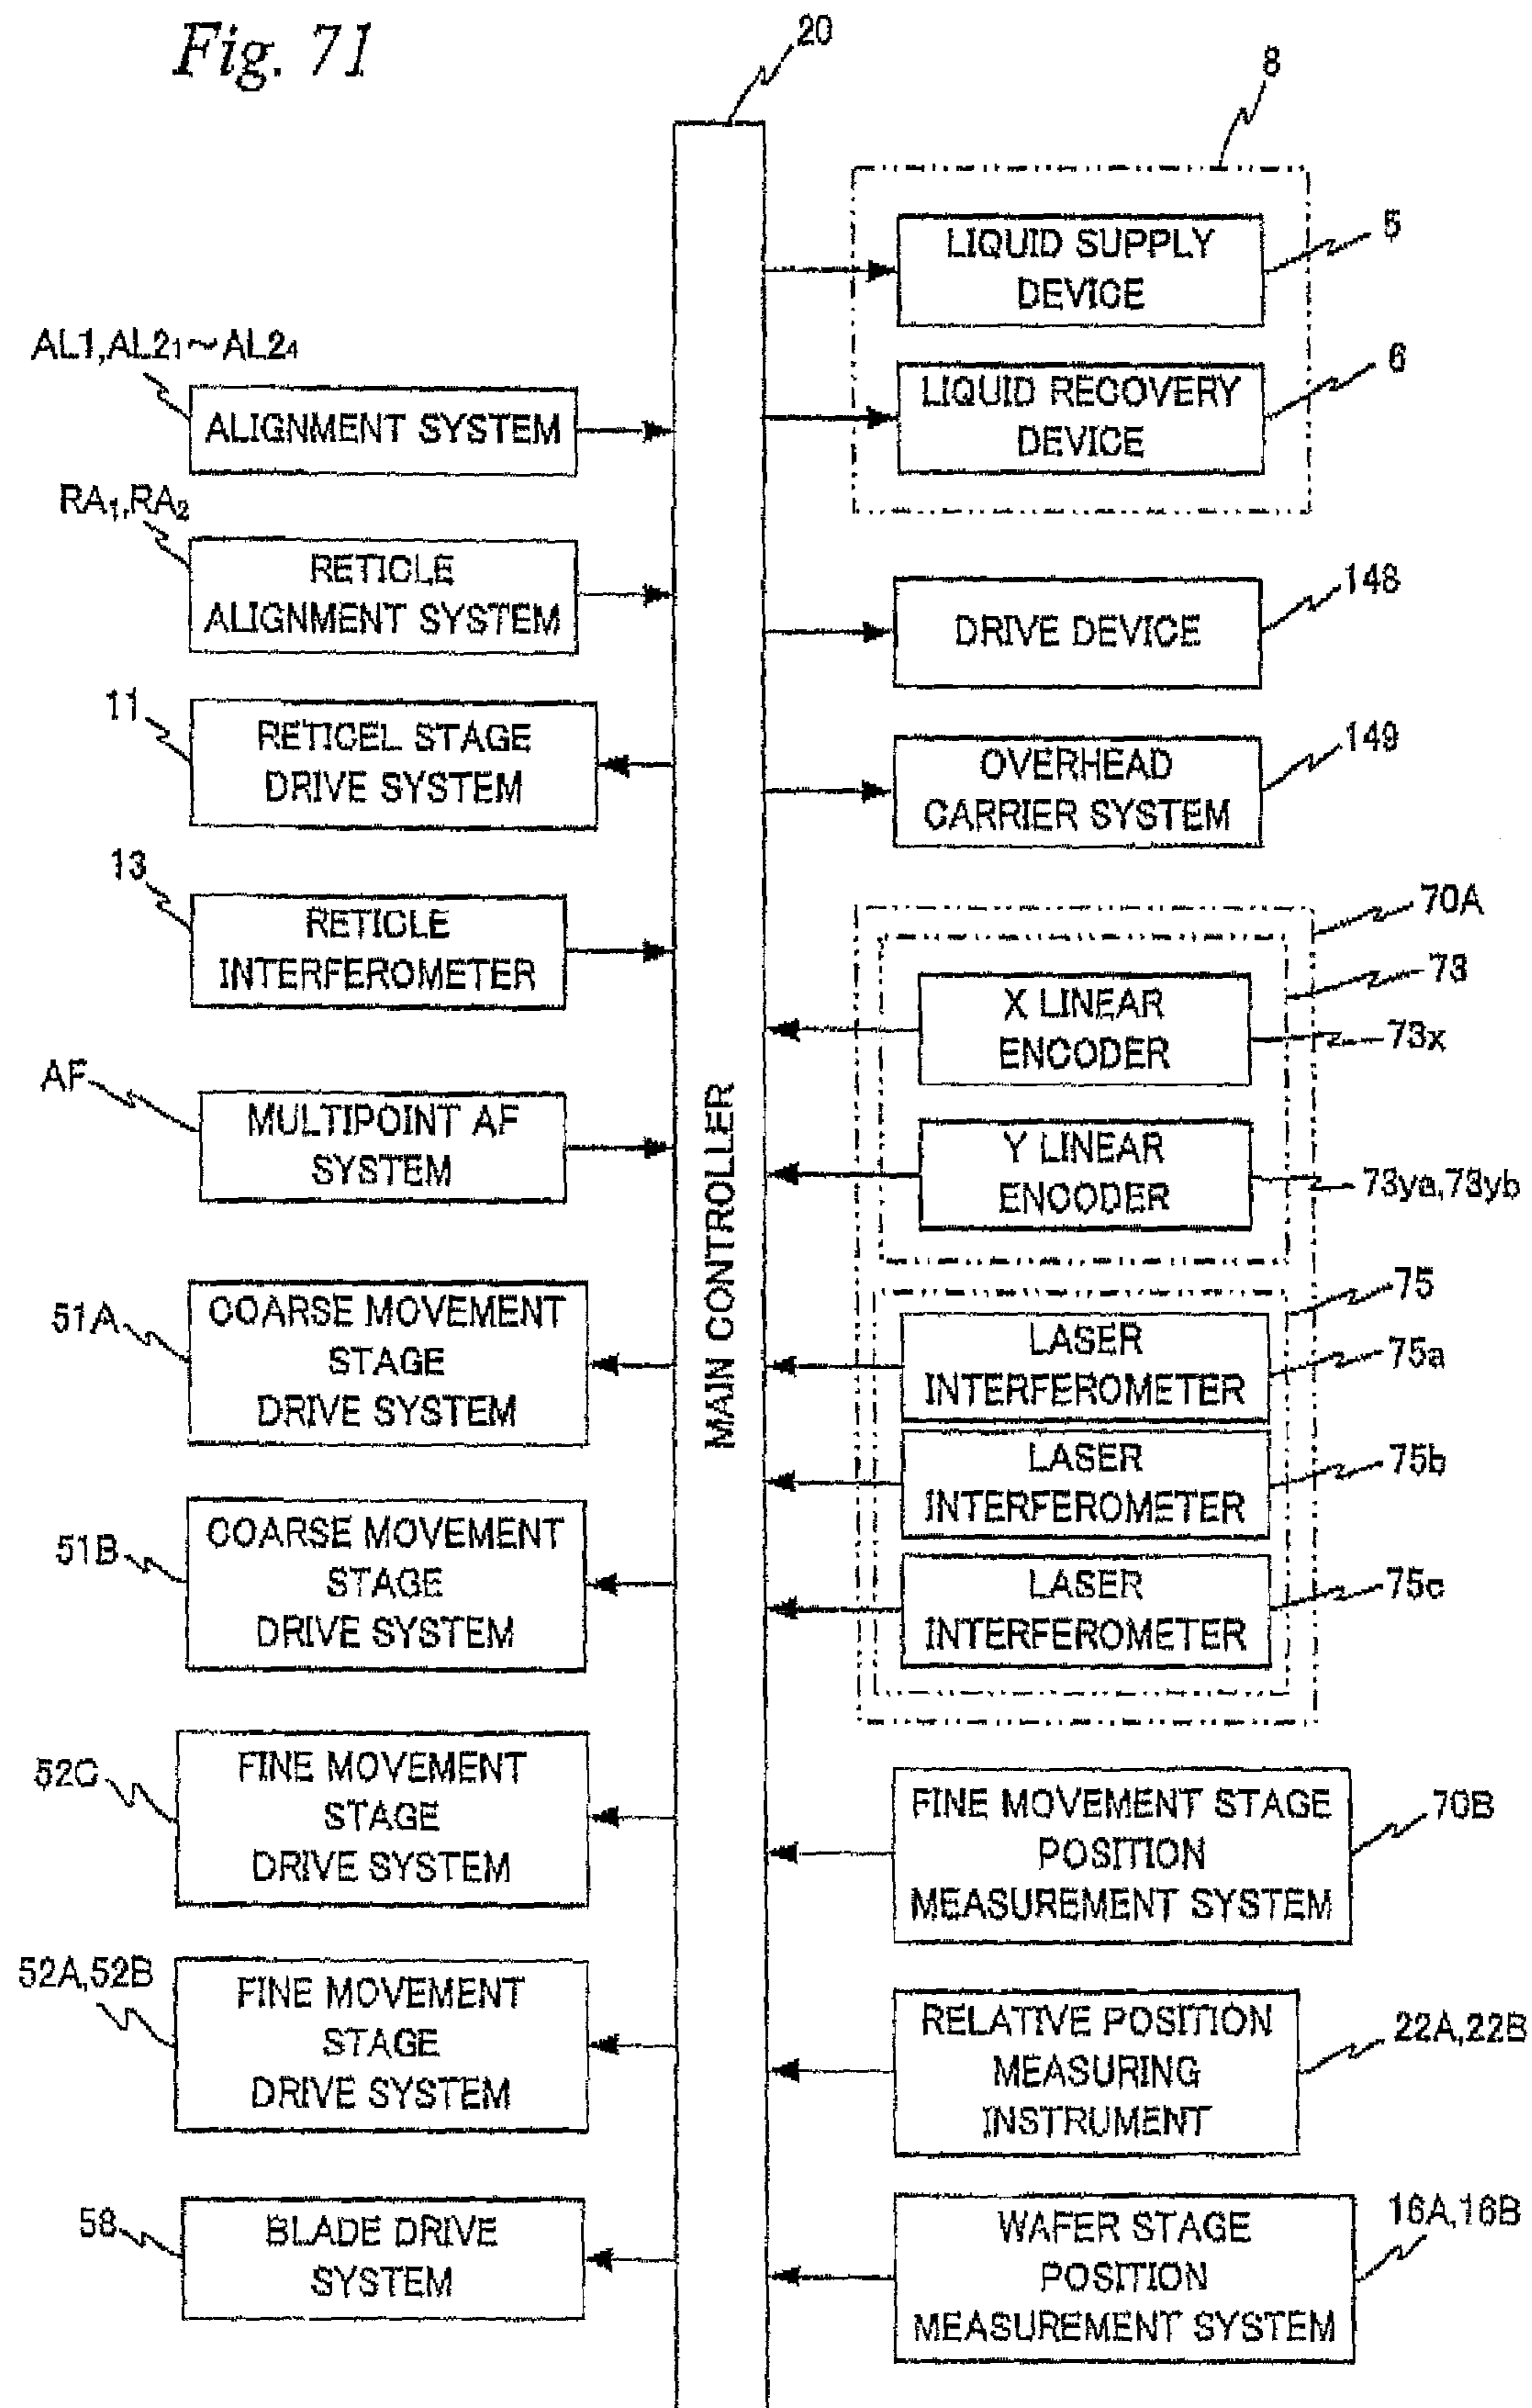 Fig. 71
20
8
LIQUID SUPPLY
DEVICE
5
LIQUID RECOVERY
DEVICE
6
AL1,AL2₁~AL2₄
ALIGNMENT SYSTEM
RA₁,RA₂
RETICLE
ALIGNMENT SYSTEM
DRIVE DEVICE
148
11
RETICEL STAGE
DRIVE SYSTEM
OVERHEAD
CARRIER SYSTEM
149
13
RETICLE
INTERFEROMETER
70A
73
X LINEAR
ENCODER
73x
AF
MULTIPOINT AF
SYSTEM
Y LINEAR
ENCODER
73ya,73yb
MAIN CONTROLLER
51A
COARSE MOVEMENT
STAGE
DRIVE SYSTEM
75
LASER
INTERFEROMETER
75a
LASER
INTERFEROMETER
75b
51B
COARSE MOVEMENT
STAGE
DRIVE SYSTEM
LASER
INTERFEROMETER
75c
52C
FINE MOVEMENT
STAGE
DRIVE SYSTEM
FINE MOVEMENT STAGE
POSITION
MEASUREMENT SYSTEM
70B
52A,52B
FINE MOVEMENT
STAGE
DRIVE SYSTEM
RELATIVE POSITION
MEASURING
INSTRUMENT
22A,22B
58
BLADE DRIVE
SYSTEM
WAFER STAGE
POSITION
MEASUREMENT SYSTEM
16A,16B